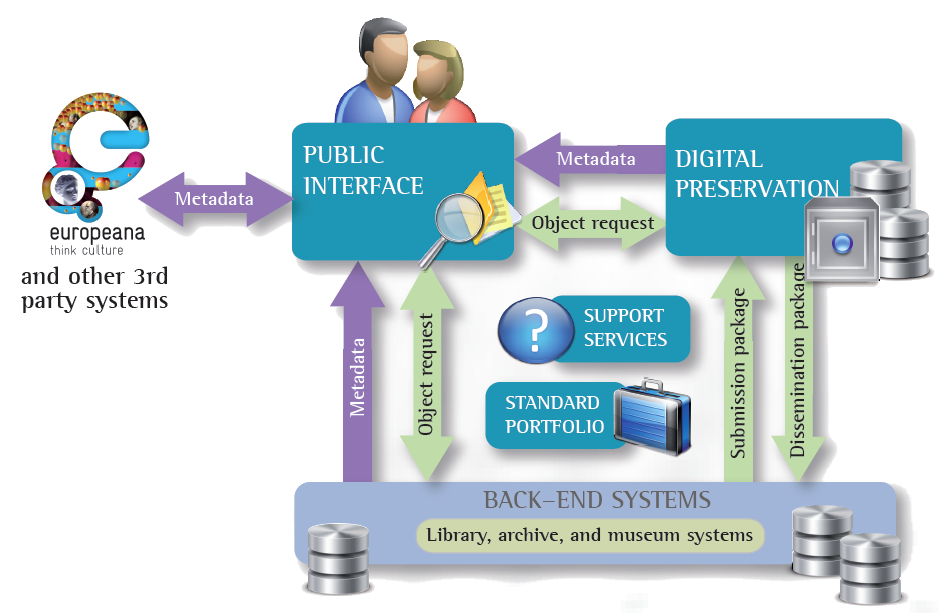 PUBLIC
INTERFACE
Metadata
DIGITAL
PRESERVATION
Metadata
Object request
europeana
think culture
and other 3rd
party systems
Metadata
Object request
SUPPORT
SERVICES
?
STANDARD
PORTFOLIO
Submission package
Dissemination package
BACK-END SYSTEMS
Library, archive, and museum systems